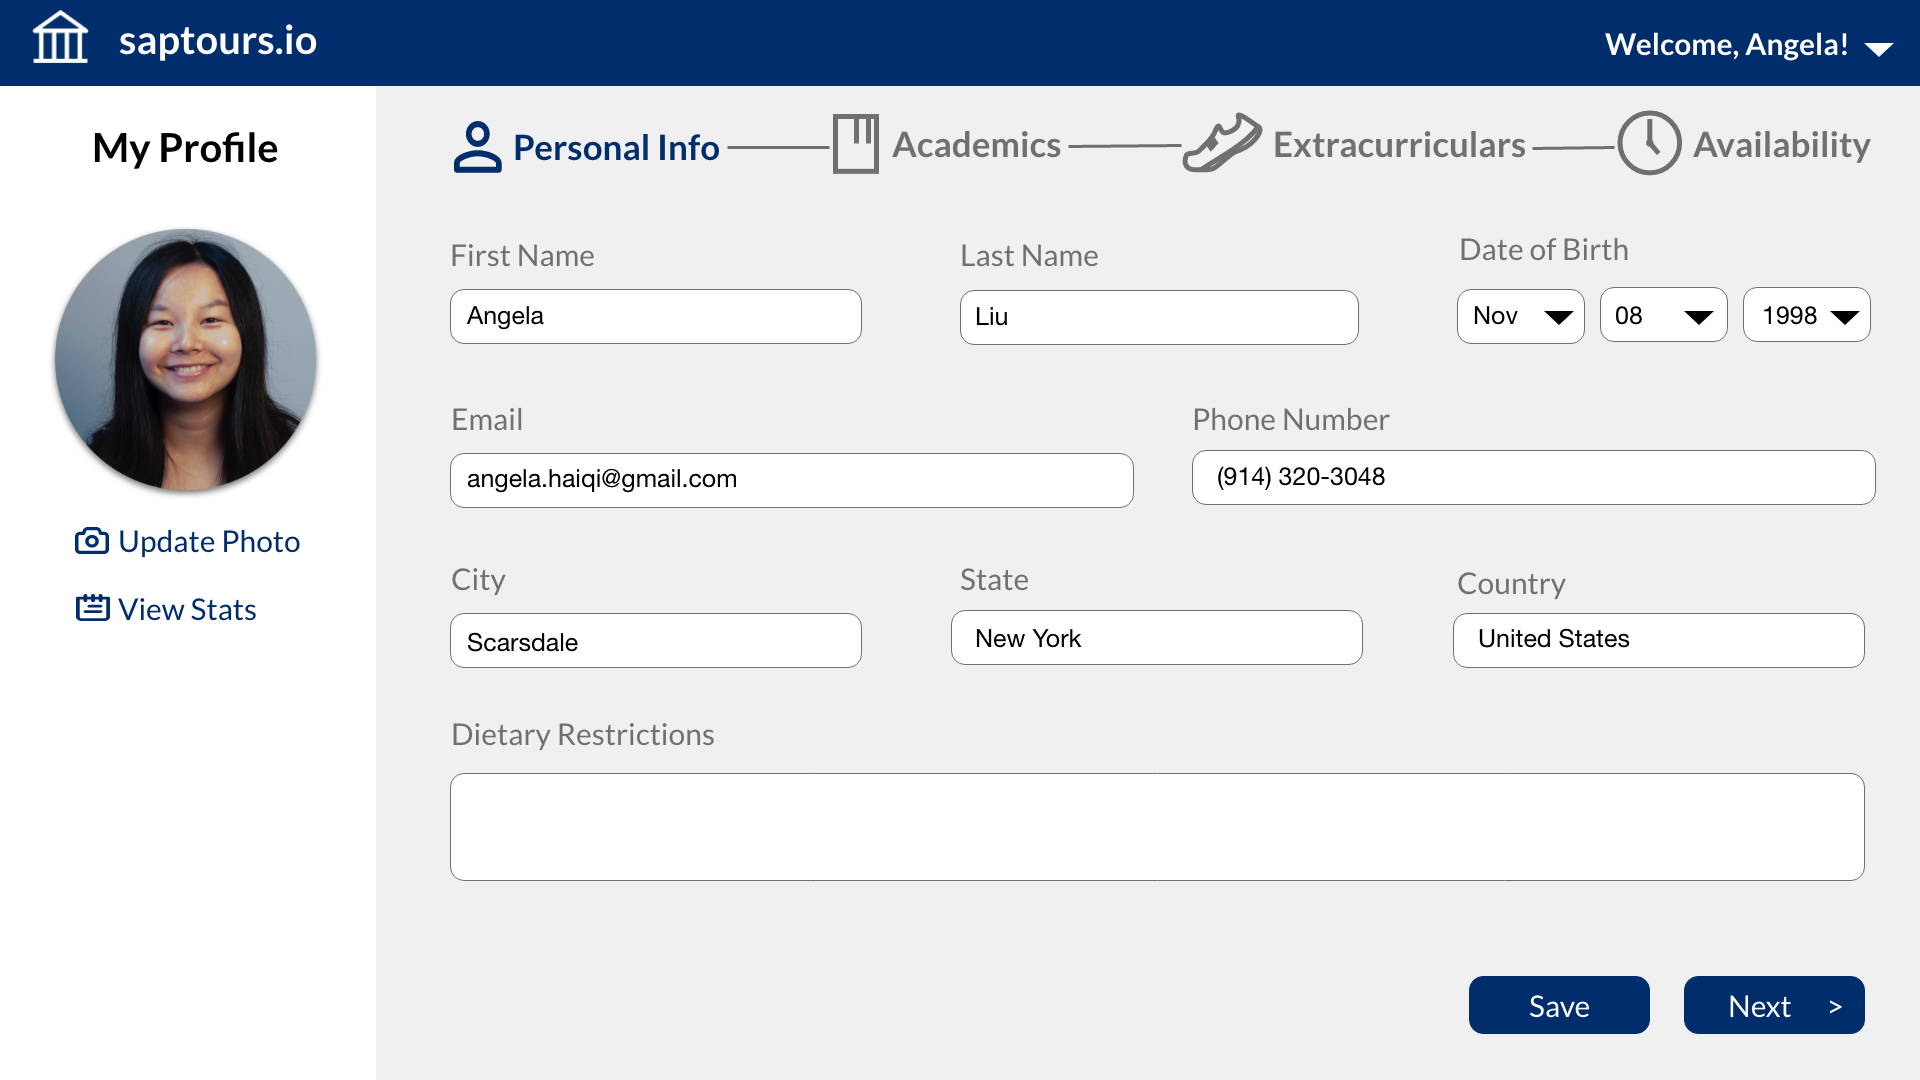 saptours.io
Welcome, Angela!
My Profile
Update Photo
View Stats
Personal Info
Academics
Extracurriculars
Availability
First Name
Last Name
Date of Birth
Angela
Liu
Nov
08
1998
Email
Phone Number
angela.haiqi@gmail.com
(914) 320-3048
City
State
Country
Scarsdale
New York
United States
Dietary Restrictions
Save
Next >